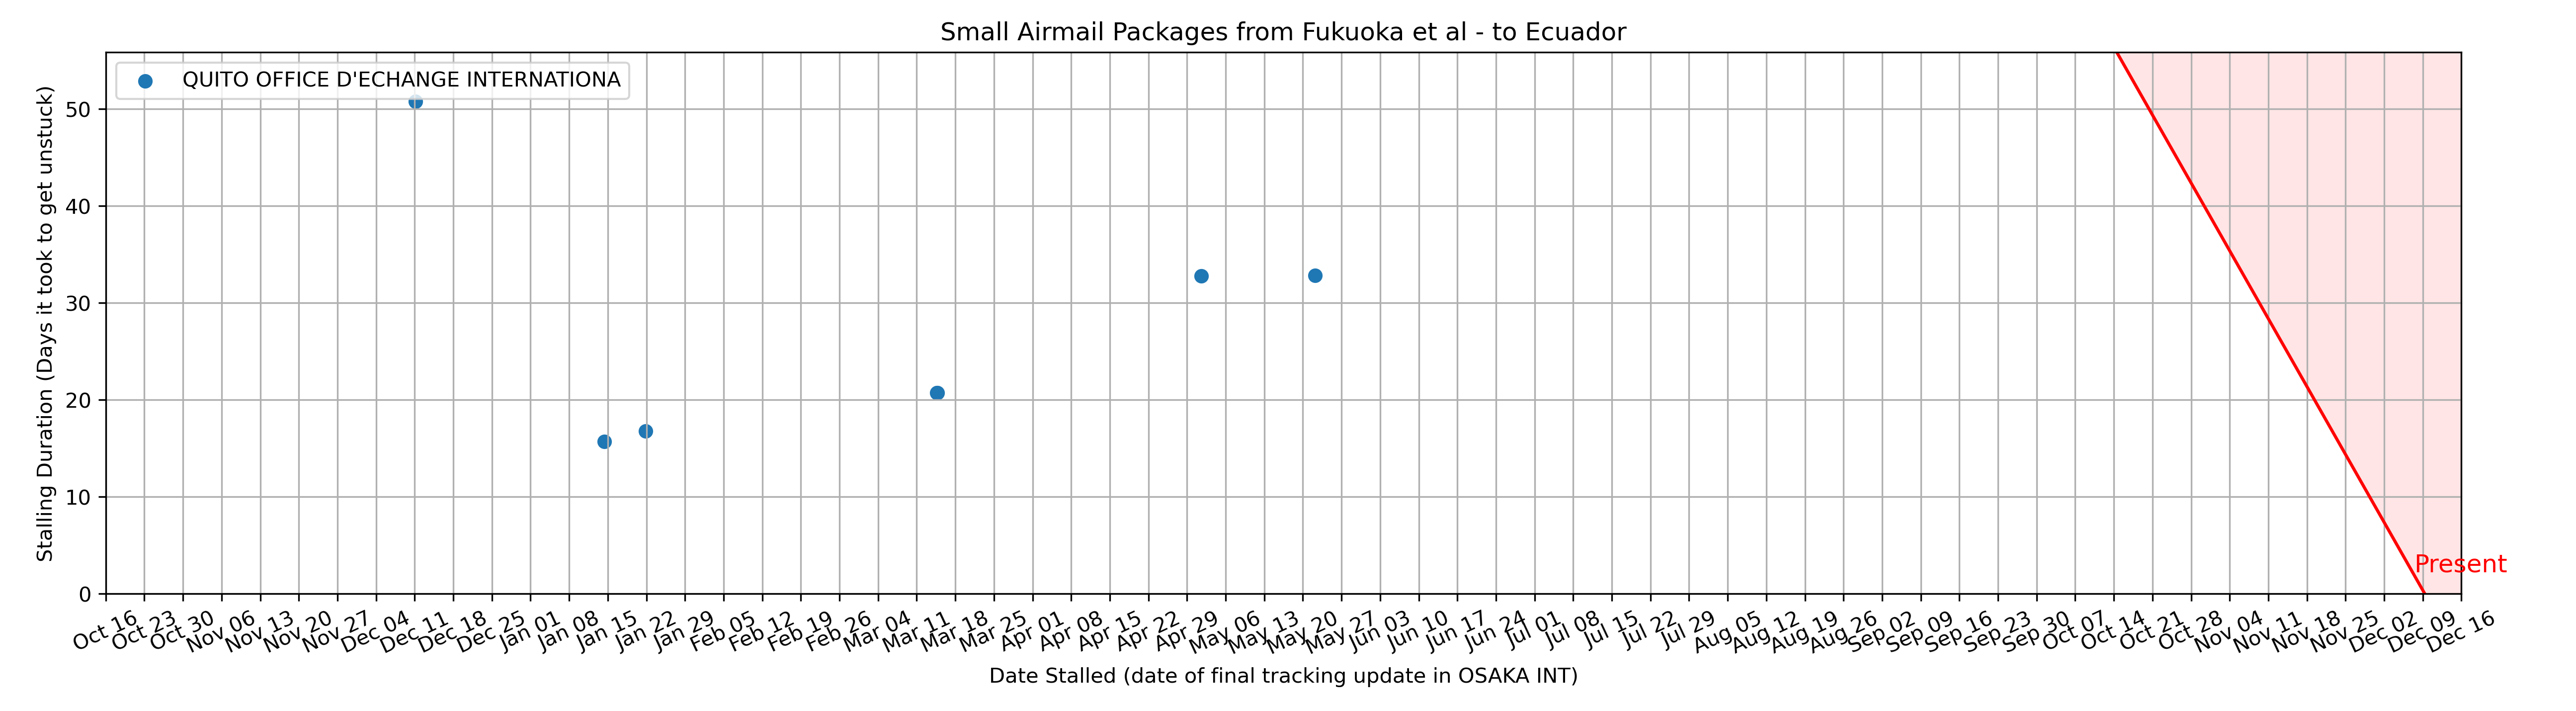 Small Airmail Packages from Fukuoka et al - to Ecuador
QUITO OFFICE D'ECHANGE INTERNATIONA
Stalling Duration (Days it took to get unstuck)
50
40
30
20
10
0
Present
Oct 16 Oct 23 Oct 30 Nov 06 Nov 13 Nov 20 Nov 27 Dec 04 Dec 11 Dec 18 Dec 25 Jan 01 Jan 08 Jan 15 Jan 22 Jan 29 Feb 05 Feb 12 Feb 19 Feb 26 Mar 04 Mar 11 Mar 18 Mar 25 Apr 01 Apr 08 Apr 15 Apr 22 Apr 29 May 06 May 13 May 20 May 27 Jun 03 Jun 10 Jun 17 Jun 24 Jul 01 Jul 08 Jul 15 Jul 22 Jul 29 Aug 05 Aug 12 Aug 19 Aug 26 Sep 02 Sep 09 Sep 16 Sep 23 Sep 30 Oct 07 Oct 14 Oct 21 Oct 28 Nov 04 Nov 11 Nov 18 Nov 25 Dec 02 Dec 09 Dec 16
Date Stalled (date of final tracking update in OSAKA INT)